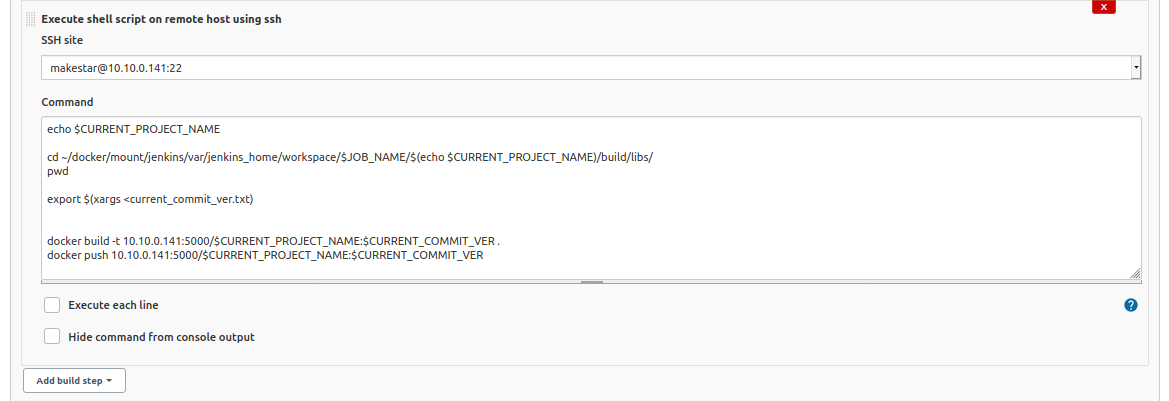 Execute shell script on remote host using ssh
x
SSH site
makestar@10.10.0.141:22
Command
echo $CURRENT_PROJECT_NAME
cd ~/docker/mount/jenkins/var/jenkins_home/workspace/$JOB_NAME/$(echo $CURRENT_PROJECT_NAME)/build/libs/
pwd
export $(xargs <current_commit_ver.txt)
docker build -t 10.10.0.141:5000/$CURRENT_PROJECT_NAME:$CURRENT_COMMIT_VER .
docker push 10.10.0.141:5000/$CURRENT_PROJECT_NAME:$CURRENT_COMMIT_VER
Execute each line
?
Hide command from console output
Add build step